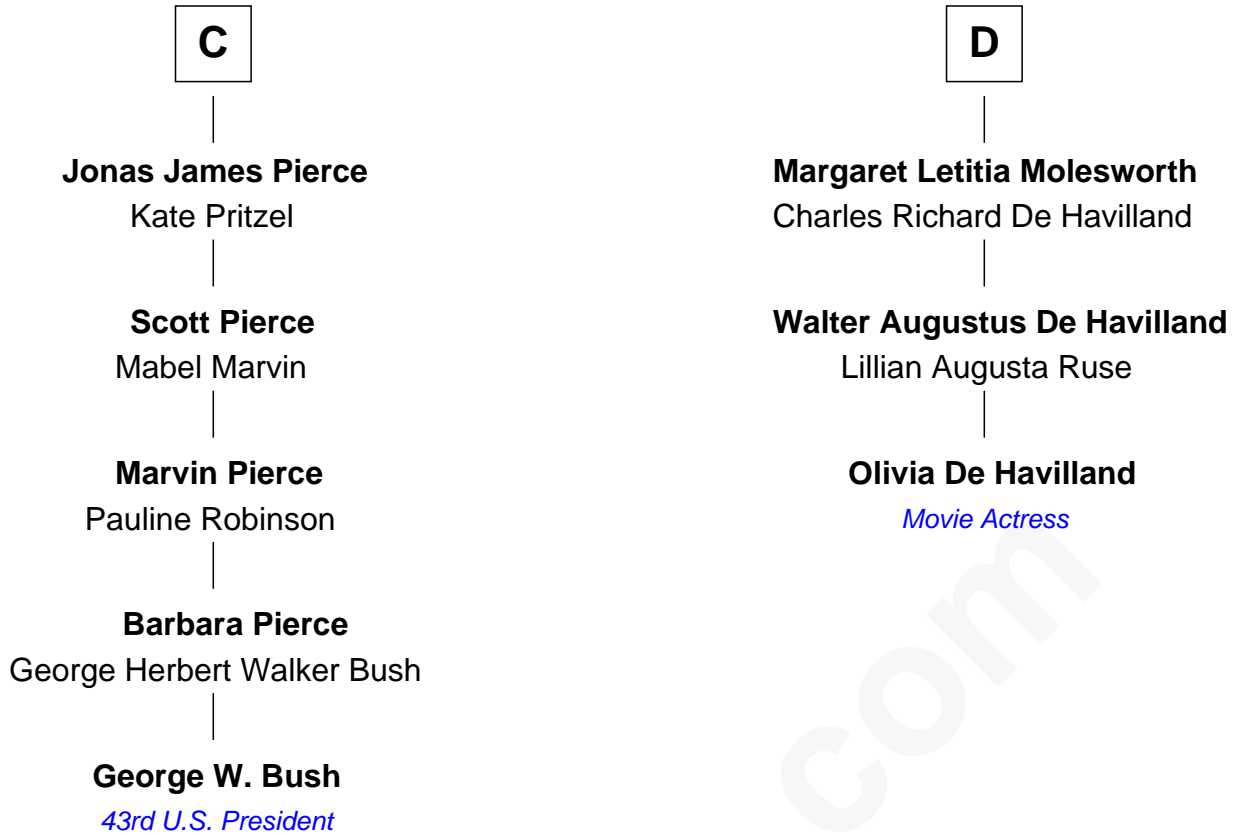 C
Jonas James Pierce
Kate Pritzel
Scott Pierce
Mabel Marvin
Marvin Pierce
Pauline Robinson
Barbara Pierce
George Herbert Walker Bush
George W. Bush
43rd U.S. President
D
Margaret Letitia Molesworth
Charles Richard De Havilland
Walter Augustus De Havilland
Lillian Augusta Ruse
Olivia De Havilland
Movie Actress
com